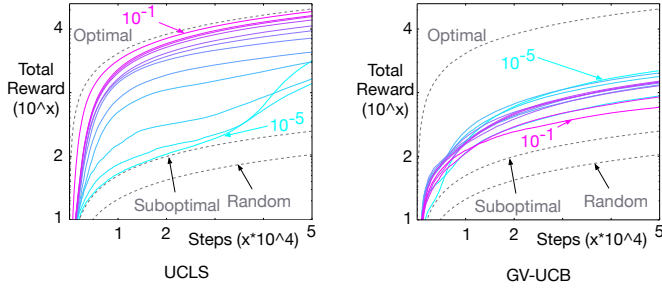 10^-1
Optimal
4
Total
Reward
(10^x)
10^-5
2
Suboptimal
Random
1
1
2
Steps (x*10^4)
5
UCLS
Optimal
4
10^-5
Total
Reward
(10^x)
2
10^-1
Suboptimal
Random
1
1
2
Steps (x*10^4)
5
GV-UCB